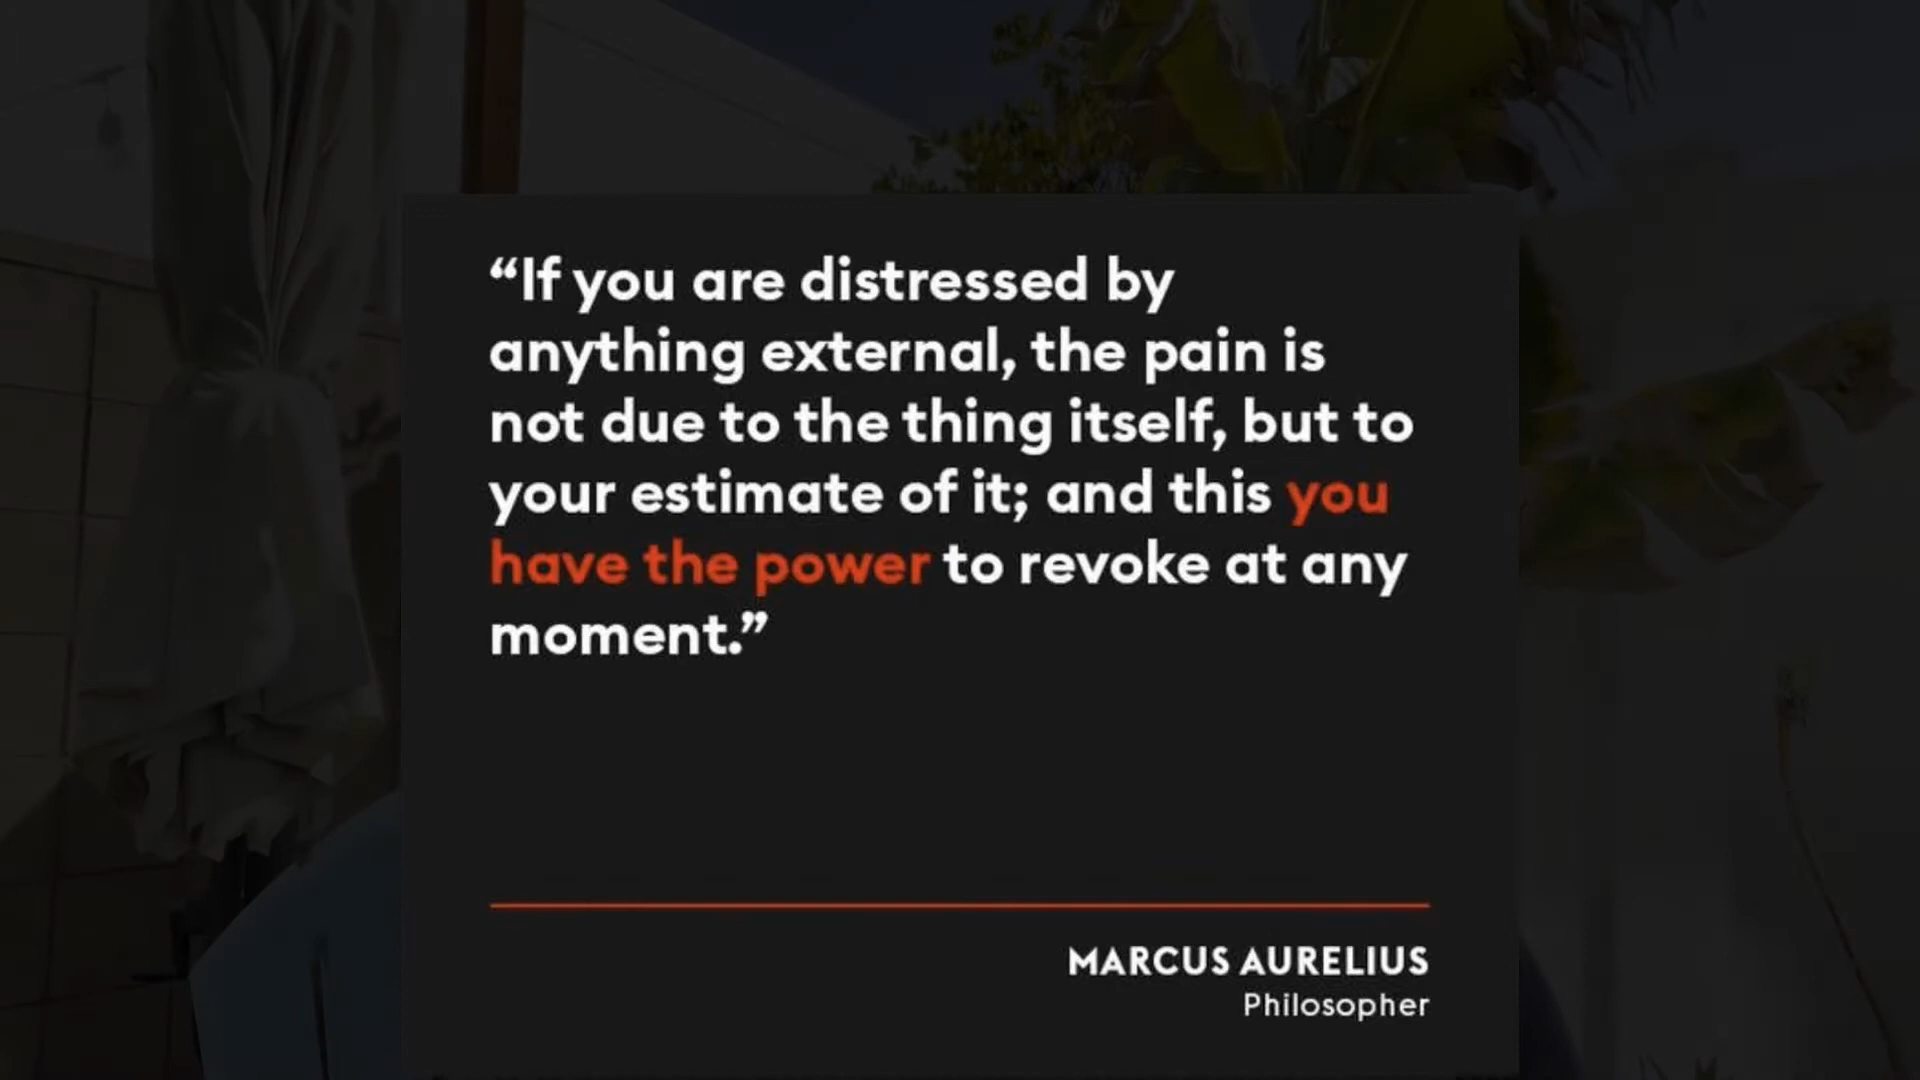 “If you are distressed by
anything external, the pain is
not due to the thing itself, but to
your estimate of it; and this you
have the power to revoke at any
moment.”
MARCUS AURELIUS
Philosopher